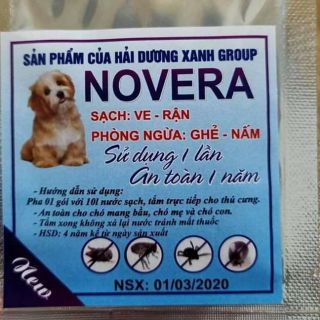 SẢN PHẨM CỦA HẢI DƯƠNG XANH GROUP
NOVERA
SẠCH: VE - RẬN
PHÒNG NGỪA: GHẺ - NẤM
Sử dụng 1 lần
An toàn 1 năm
- Hướng dẫn sử dụng:
Pha 01 gói với 10l nước sạch, tắm trực tiếp cho thú cưng.
- An toàn cho chó mang bầu, chó mẹ và chó con.
- Tắm xong không xả lại nước tránh mất thuốc
- HSD: 4 năm kể từ ngày sản xuất
New
NSX: 01/03/2020